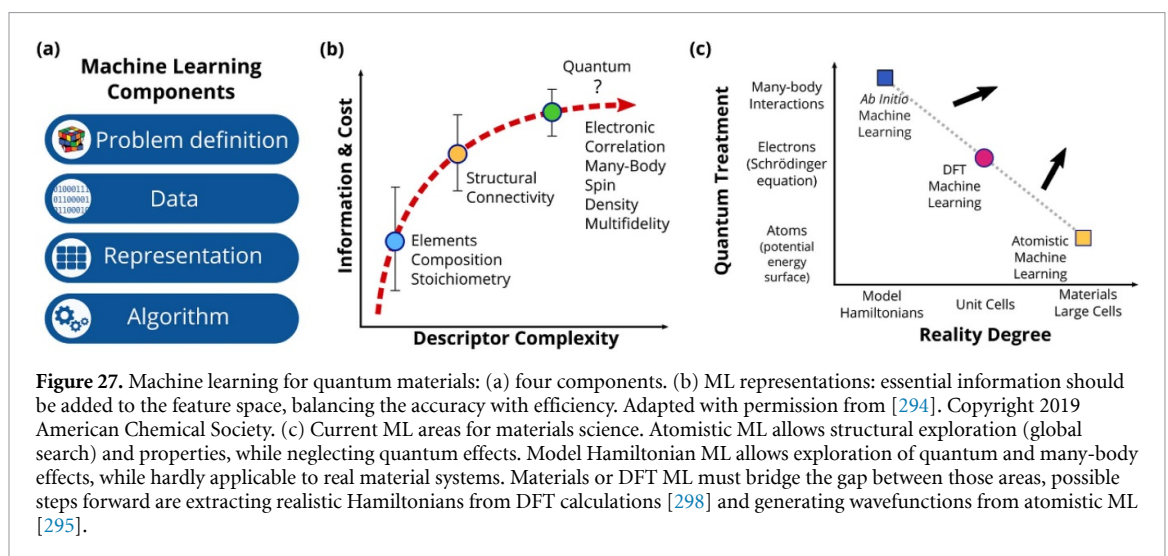 (a)
Machine Learning
Components
Problem definition
01000111
01100001
01100010
Data
Representation
Algorithm
(b)
Information & Cost
Quantum
?
Electronic
Correlation
Many-Body
Spin
Density
Multifidelity
Structural
Connectivity
Elements
Composition
Stoichiometry
Descriptor Complexity
(c)
Quantum Treatment
Many-body
Interactions
Electrons
(Schrödinger
equation)
Atoms
(potential
energy
surface)
Ab Initio
Machine
Learning
DFT
Machine
Learning
Atomistic
Machine
Learning
Model
Hamiltonians
Unit Cells
Materials
Large Cells
Reality Degree
Figure 27. Machine learning for quantum materials: (a) four components. (b) ML representations: essential information should
be added to the feature space, balancing the accuracy with efficiency. Adapted with permission from [294]. Copyright 2019
American Chemical Society. (c) Current ML areas for materials science. Atomistic ML allows structural exploration (global
search) and properties, while neglecting quantum effects. Model Hamiltonian ML allows exploration of quantum and many-body
effects, while hardly applicable to real material systems. Materials or DFT ML must bridge the gap between those areas, possible
steps forward are extracting realistic Hamiltonians from DFT calculations [298] and generating wavefunctions from atomistic ML
[295].